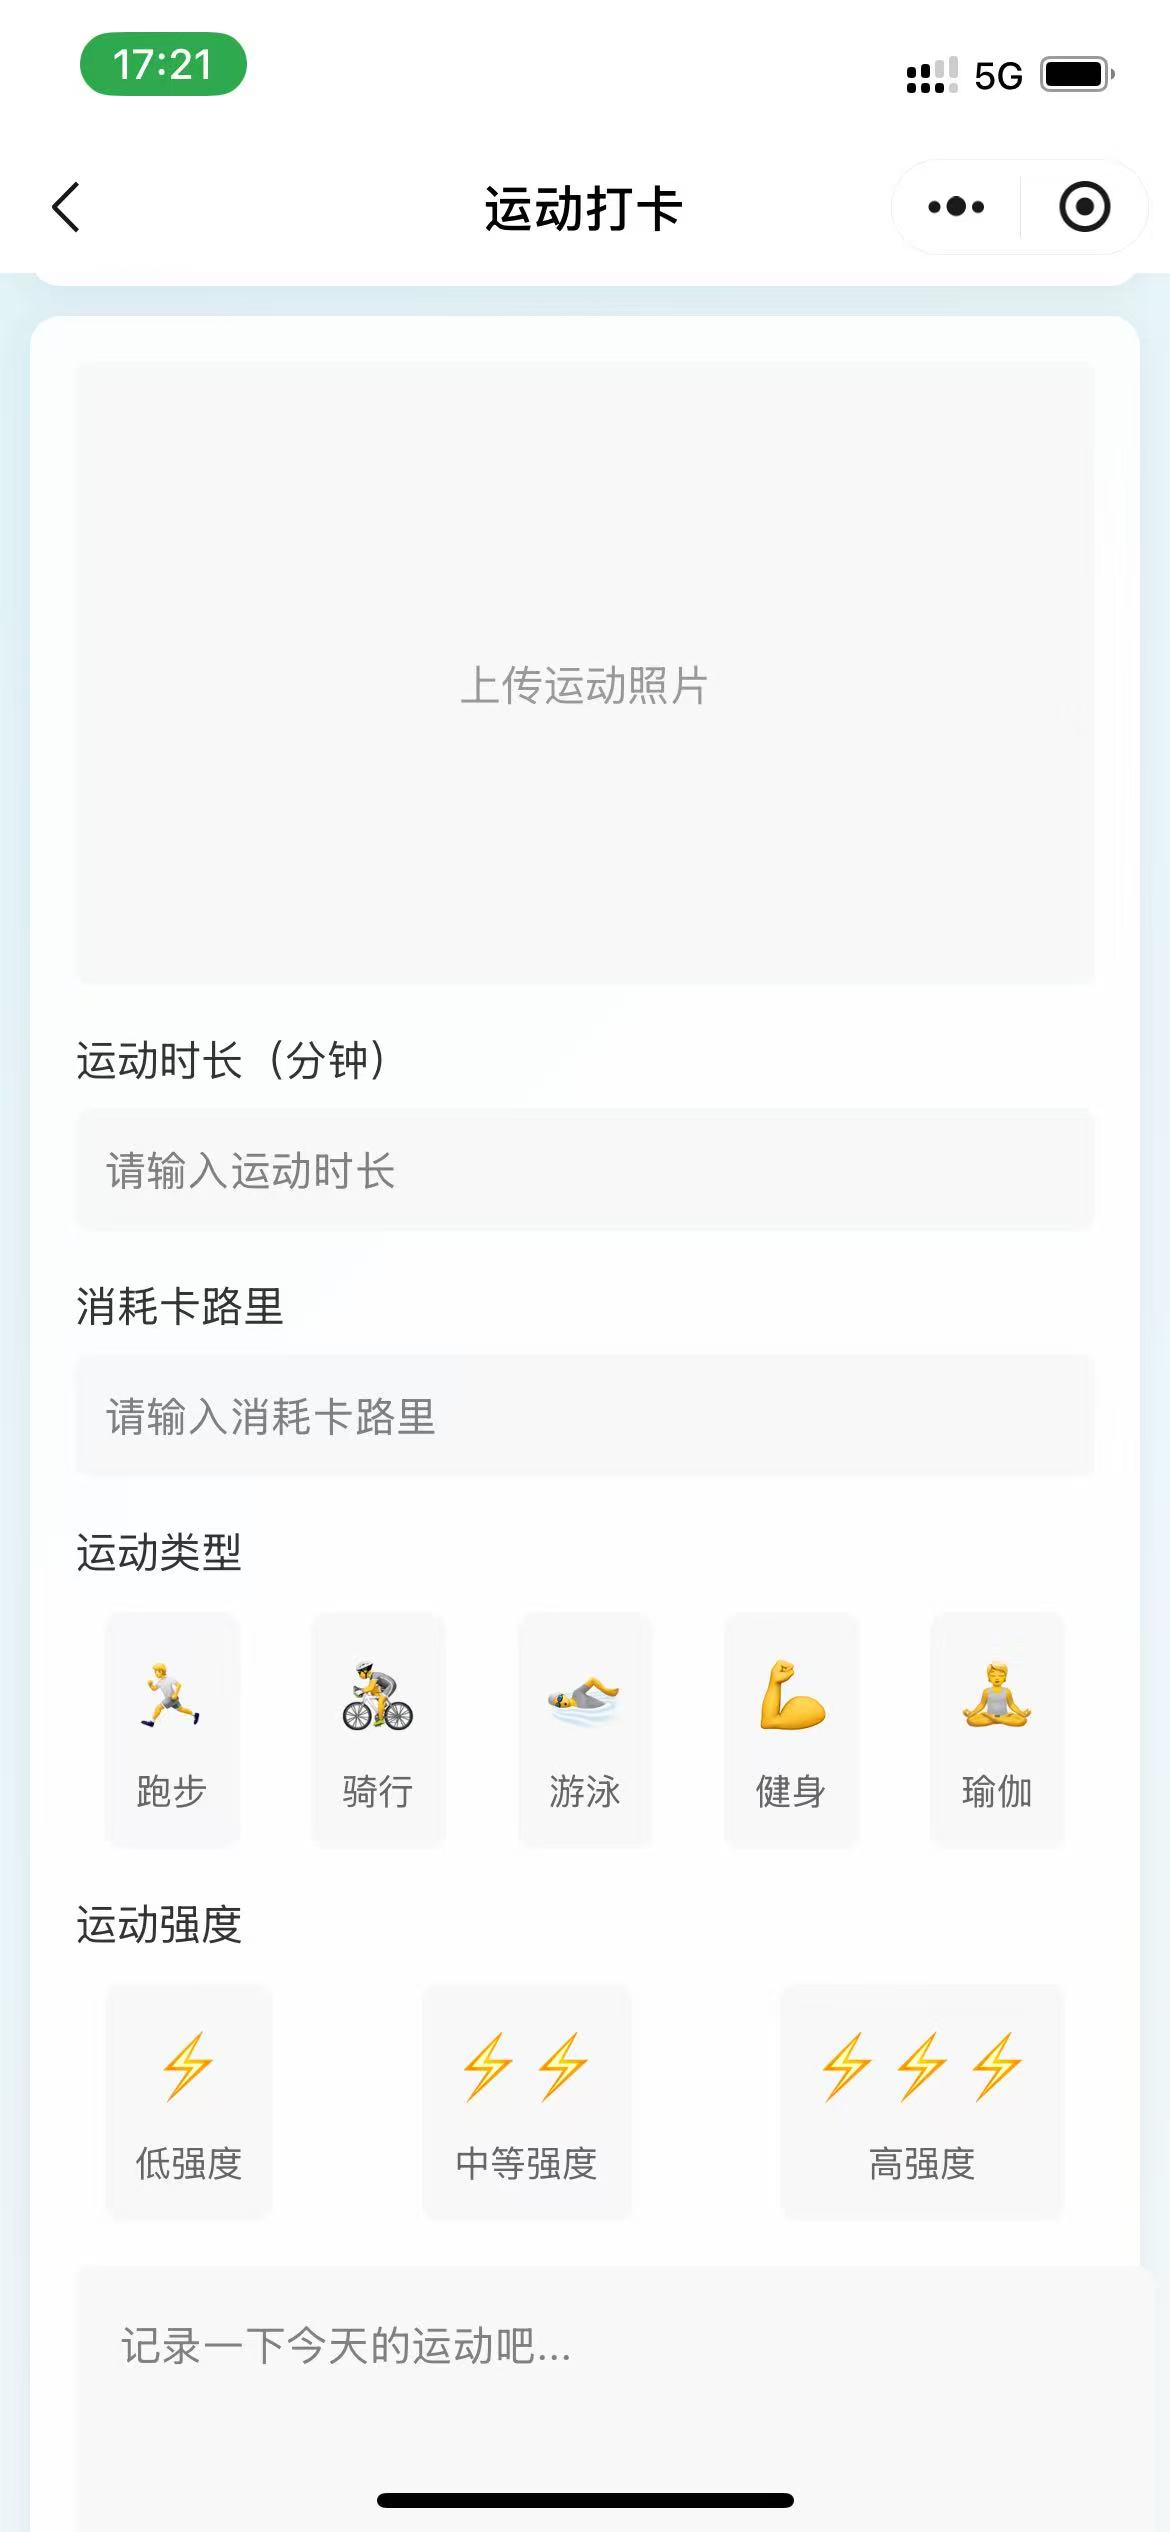 17:21
5G
运动打卡
上传运动照片
运动时长（分钟）
请输入运动时长
消耗卡路里
请输入消耗卡路里
运动类型
跑步 骑行 游泳 健身 瑜伽
运动强度
低强度 中等强度 高强度
记录一下今天的运动吧...